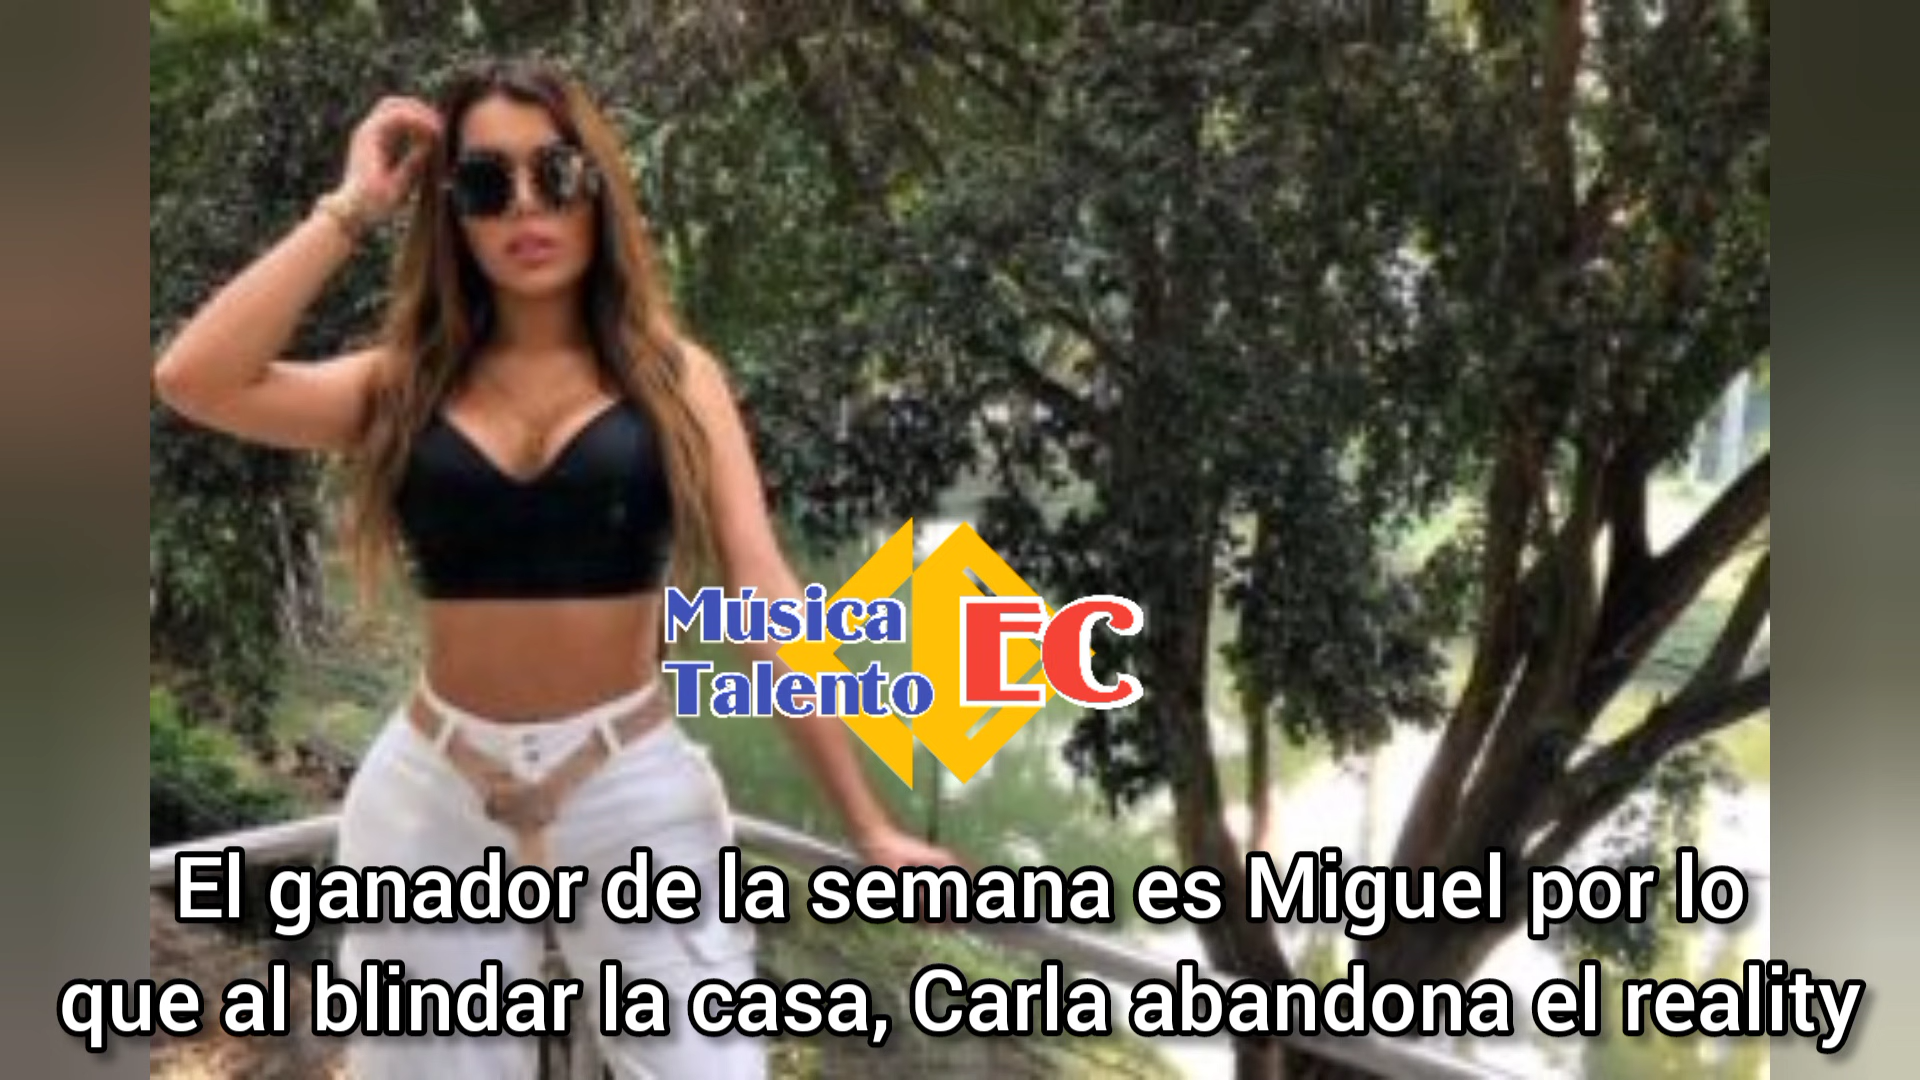 Música
Talento
EC
El ganador de la semana es Miguel por lo
que al blindar la casa, Carla abandona el reality